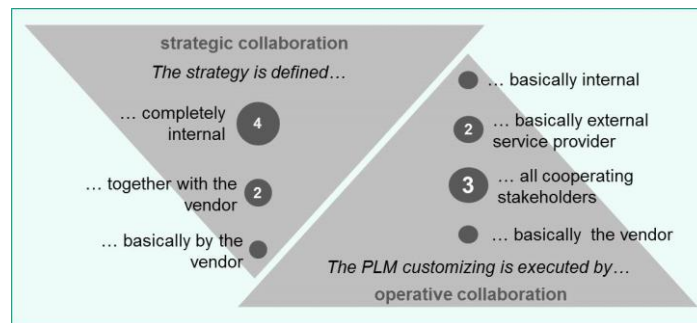 strategic collaboration
The strategy is defined…
… completely
internal
4
… together with the
vendor
2
… basically by the
vendor
… basically internal
2
… basically external
service provider
3
… all cooperating
stakeholders
… basically the vendor
The PLM customizing is executed by…
operative collaboration